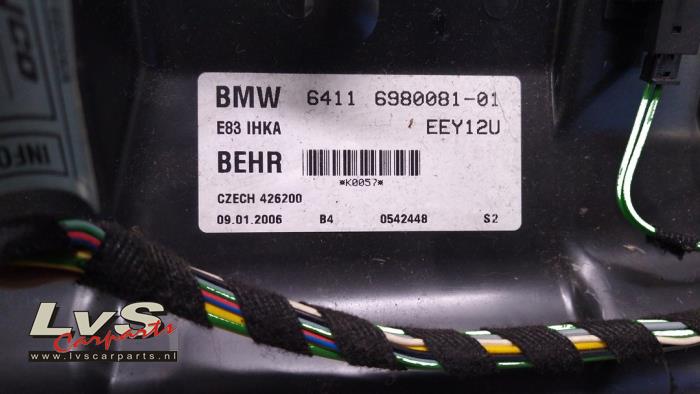 BMW 6411 6980081-01
E83 IHKA EEY12U
BEHR
*K0057*
CZECH 426200
09.01.2006 B4 0542448 S2
INFO
LvS
Carparts
www.lvscarparts.nl